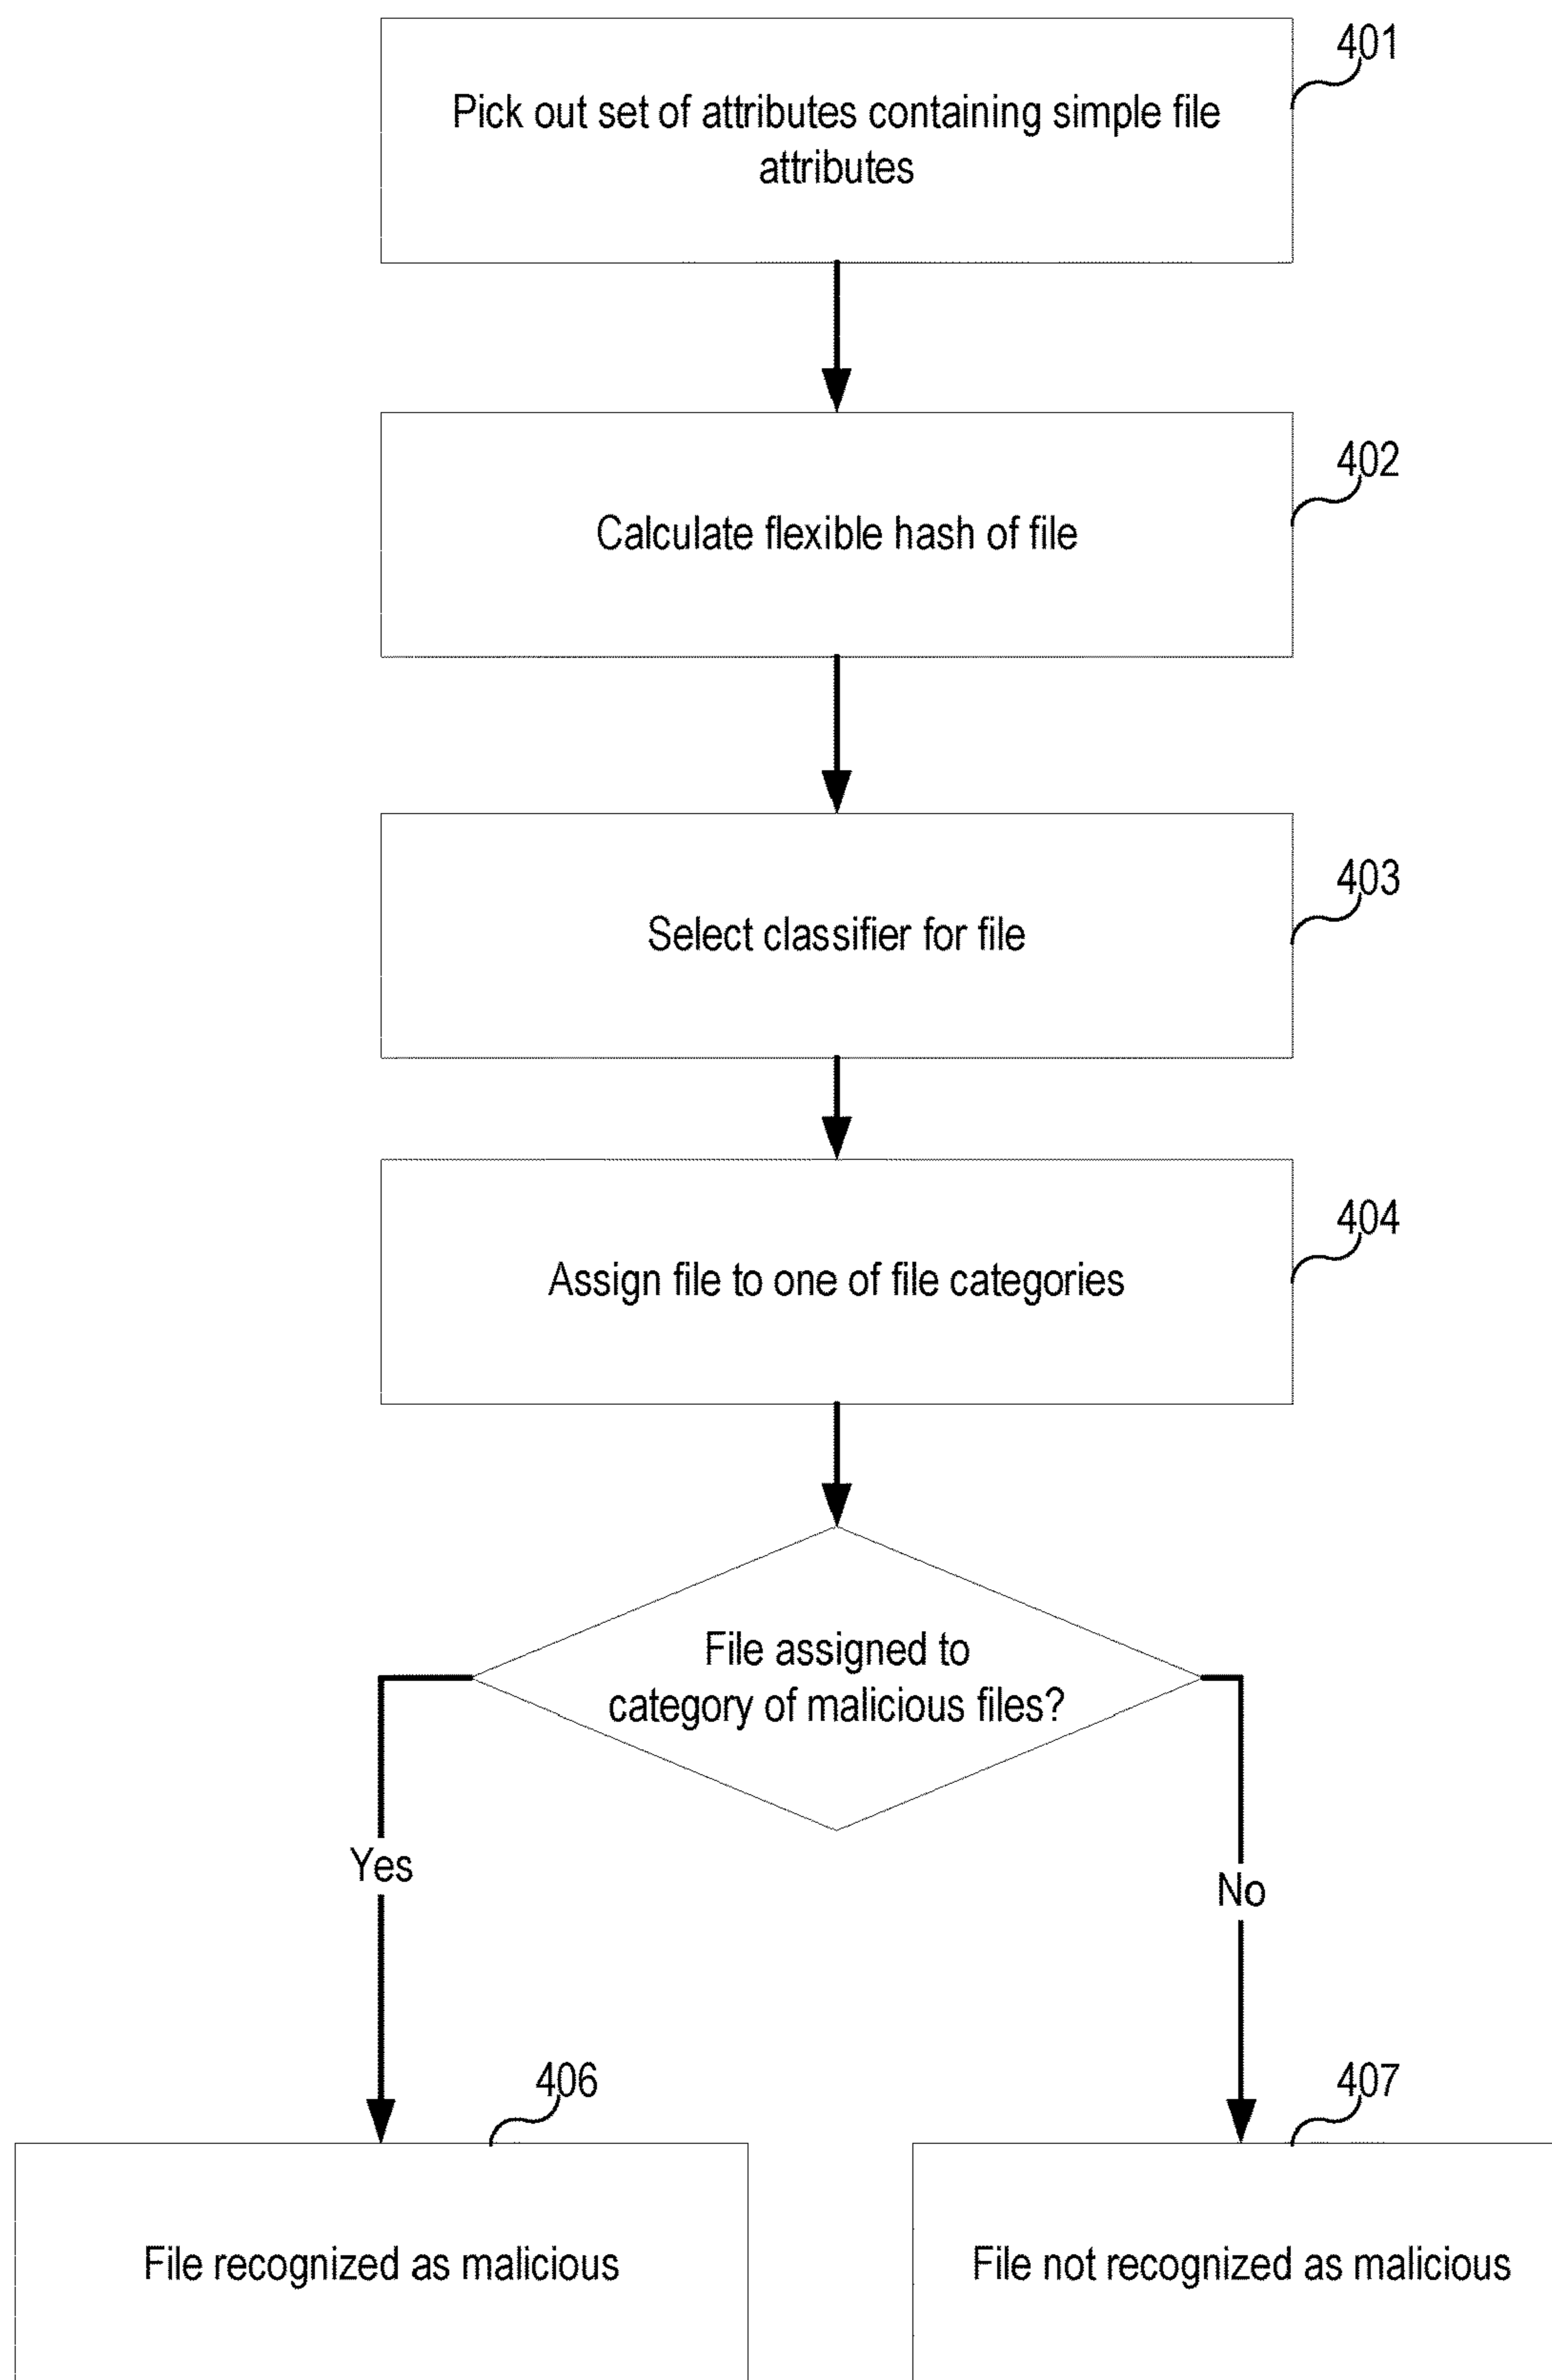 401
Pick out set of attributes containing simple file
attributes
402
Calculate flexible hash of file
403
Select classifier for file
404
Assign file to one of file categories
File assigned to
category of malicious files?
Yes
No
406
407
File recognized as malicious
File not recognized as malicious